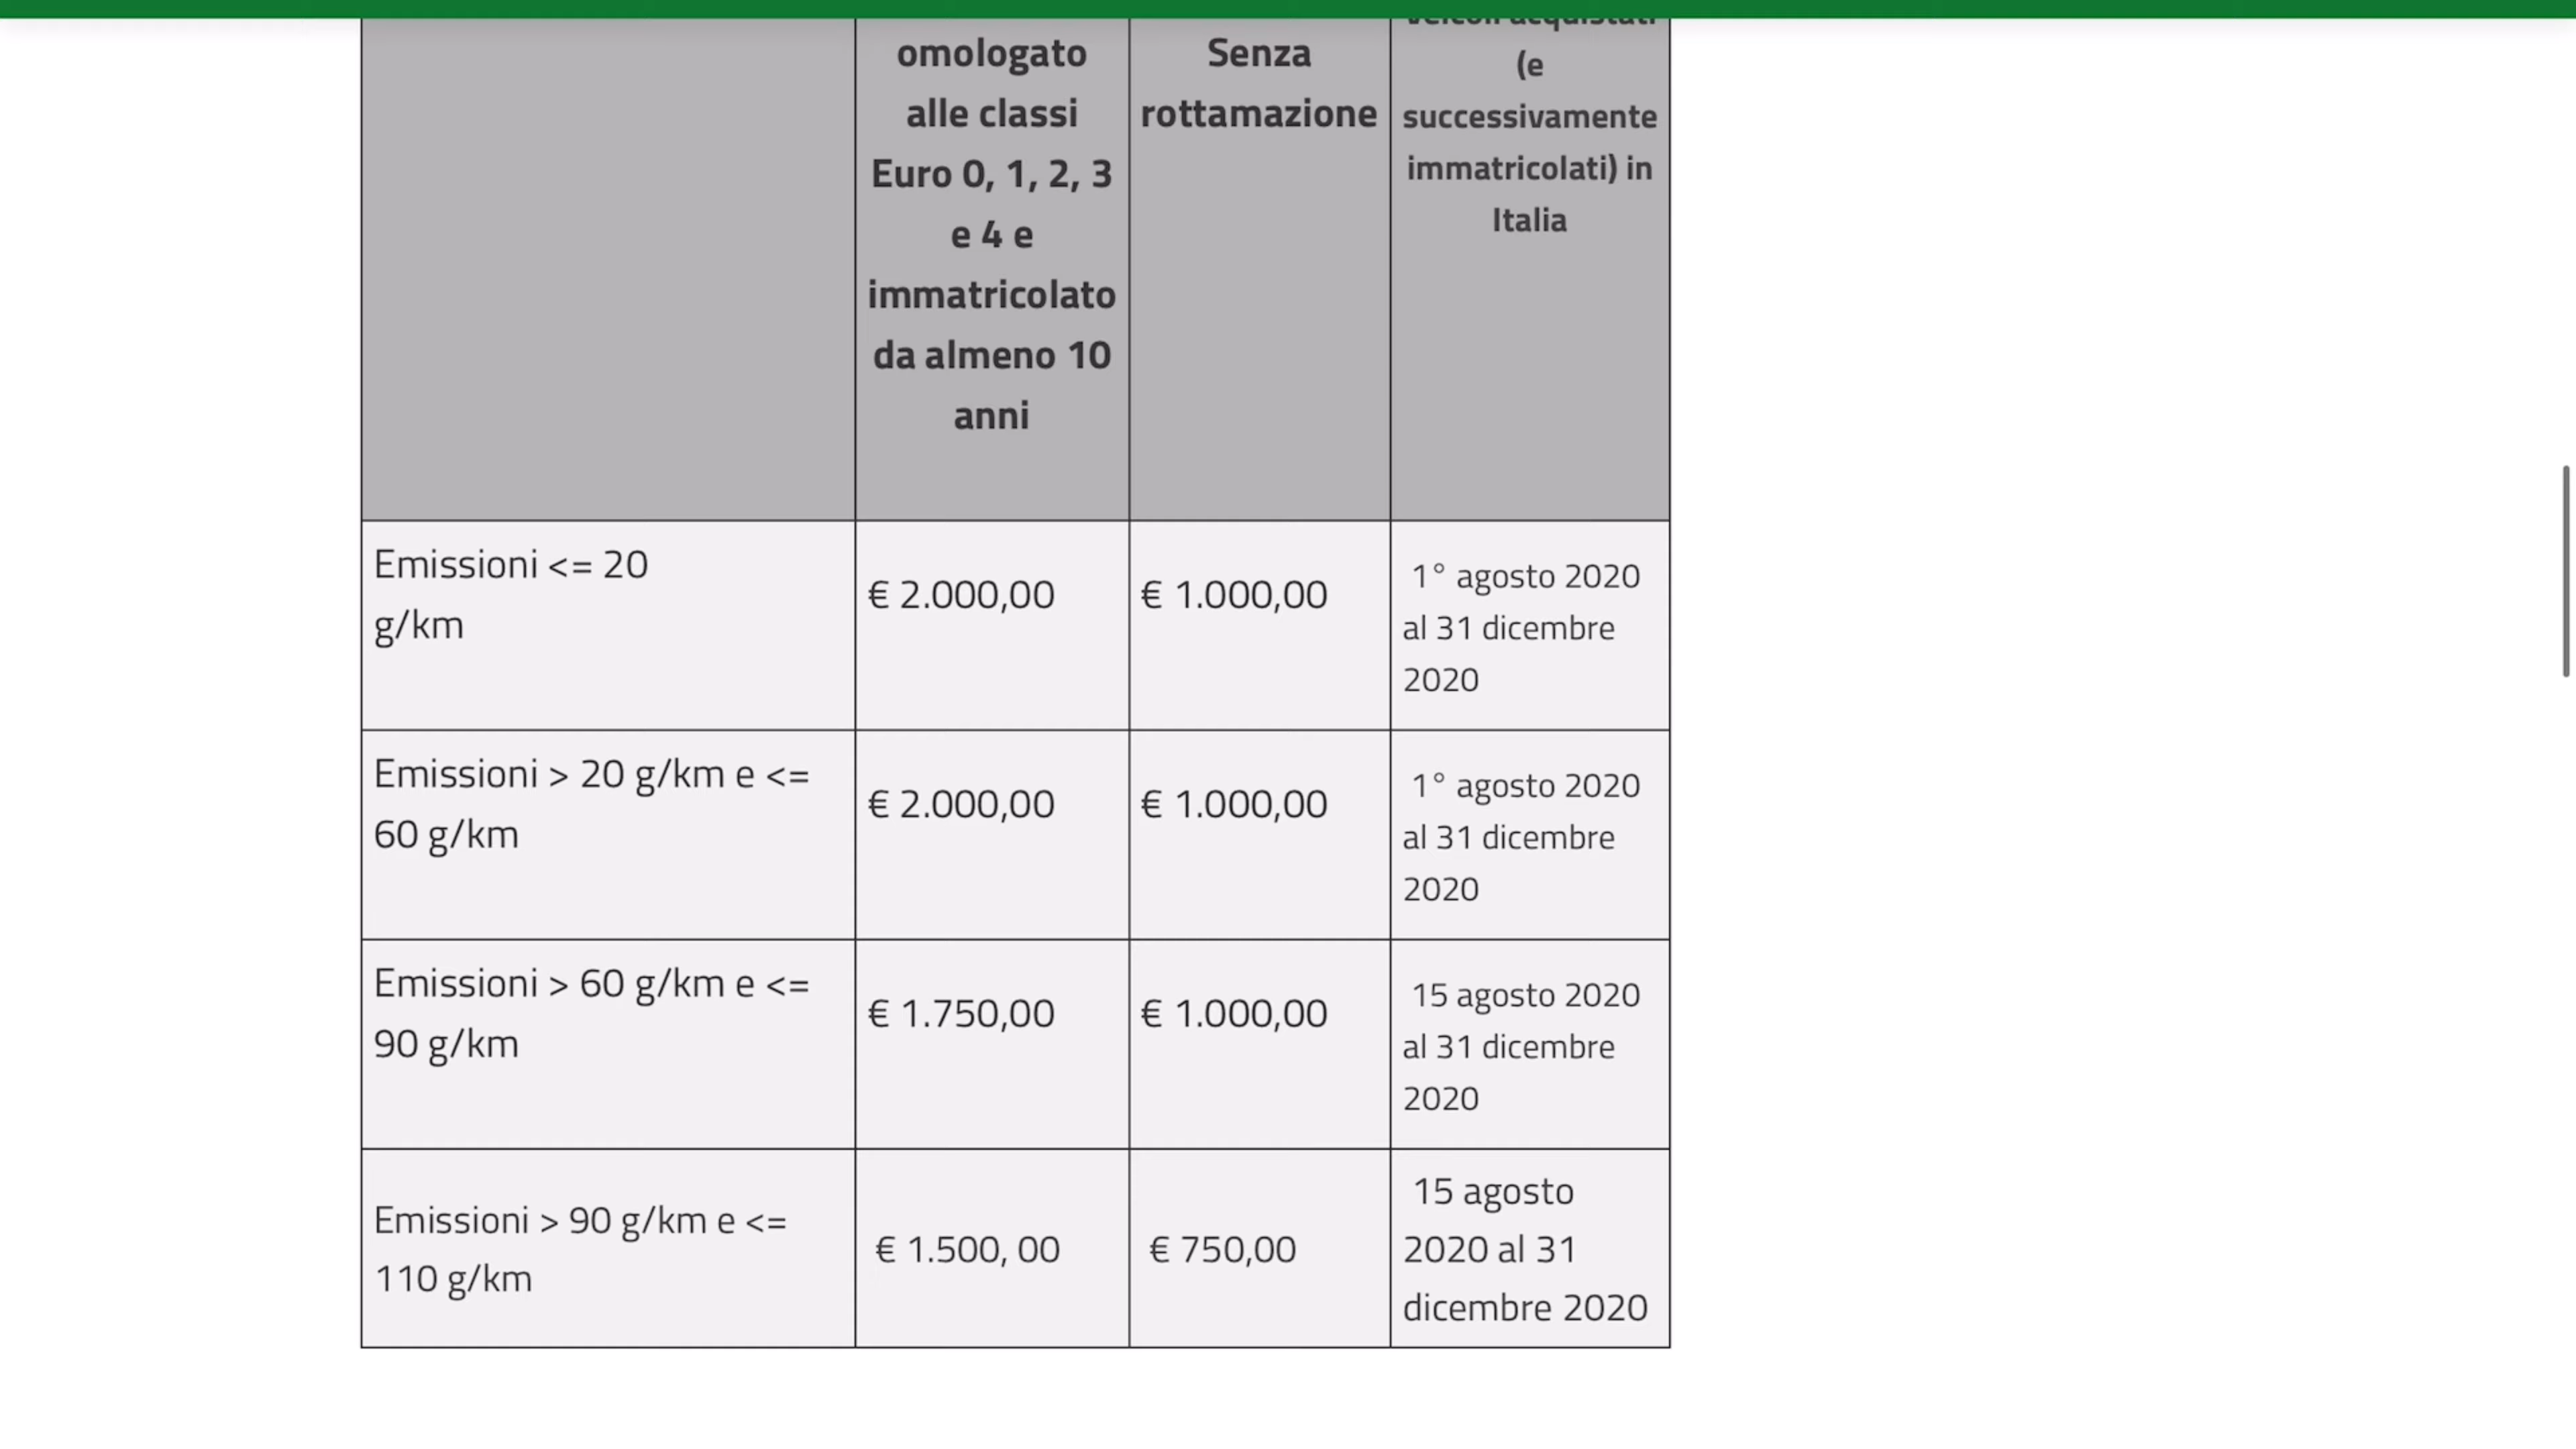 omologato
alle classi
Euro 0, 1, 2, 3
e 4 e
immatricolato
da almeno 10
anni
Senza
rottamazione
veicoli acquistati
(e
successivamente
immatricolati) in
Italia
Emissioni <= 20
g/km
€ 2.000,00
€ 1.000,00
1° agosto 2020
al 31 dicembre
2020
Emissioni > 20 g/km e <=
60 g/km
€ 2.000,00
€ 1.000,00
1° agosto 2020
al 31 dicembre
2020
Emissioni > 60 g/km e <=
90 g/km
€ 1.750,00
€ 1.000,00
15 agosto 2020
al 31 dicembre
2020
Emissioni > 90 g/km e <=
110 g/km
€ 1.500, 00
€ 750,00
15 agosto
2020 al 31
dicembre 2020